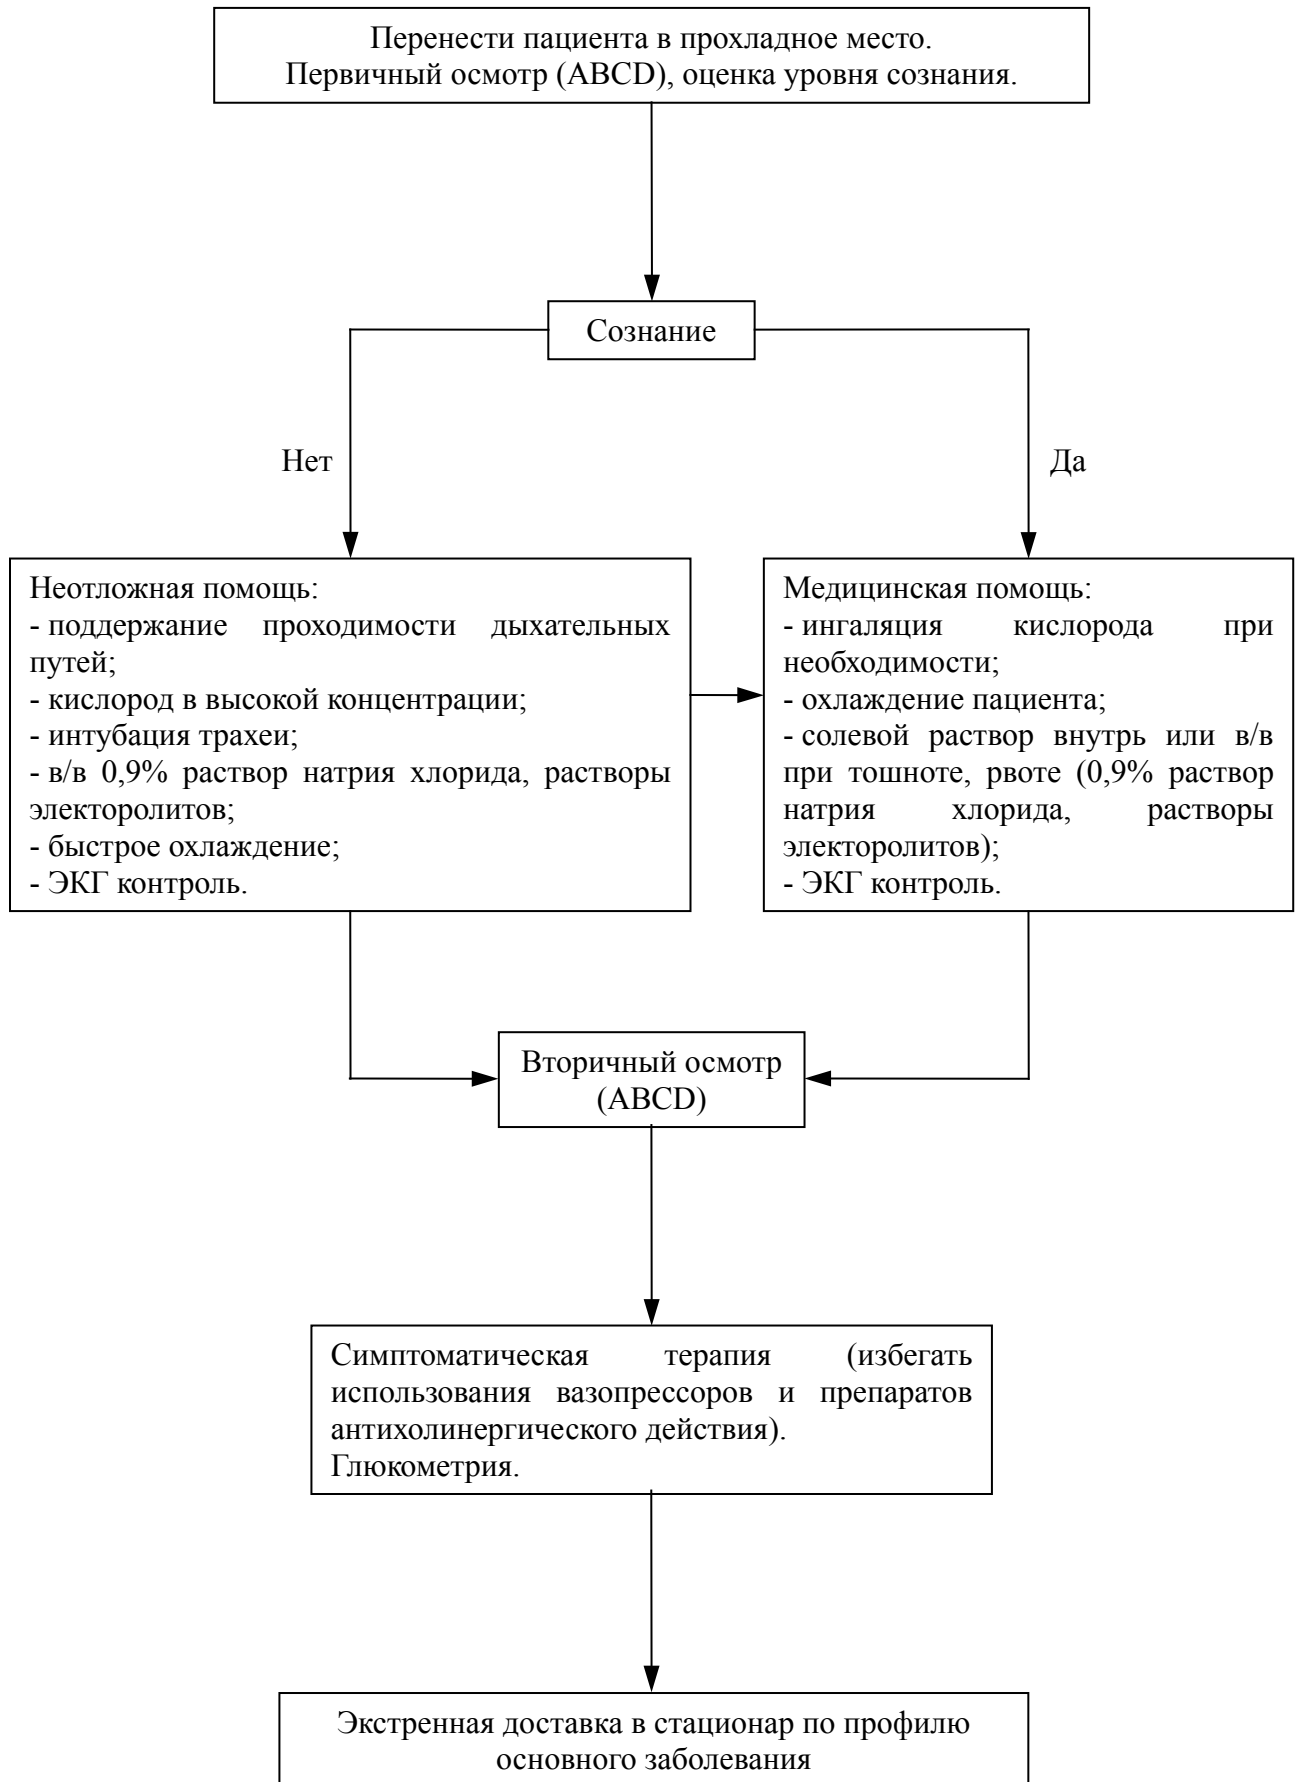 Перенести пациента в прохладное место.
Первичный осмотр (ABCD), оценка уровня сознания.
Сознание
Нет
Да
Неотложная помощь:
- поддержание проходимости дыхательных
путей;
- кислород в высокой концентрации;
- интубация трахеи;
- в/в 0,9% раствор натрия хлорида, растворы
электоролитов;
- быстрое охлаждение;
- ЭКГ контроль.
Медицинская помощь:
- ингаляция кислорода при
необходимости;
- охлаждение пациента;
- солевой раствор внутрь или в/в
при тошноте, рвоте (0,9% раствор
натрия хлорида, растворы
электоролитов);
- ЭКГ контроль.
Вторичный осмотр
(ABCD)
Симптоматическая терапия (избегать
использования вазопрессоров и препаратов
антихолинергического действия).
Глюкометрия.
Экстренная доставка в стационар по профилю
основного заболевания